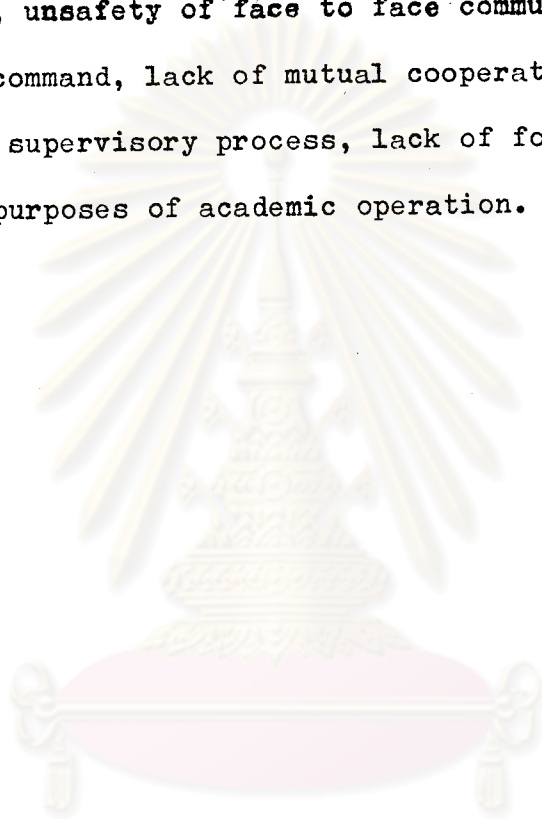 , unsafety of face to face commu
command, lack of mutual cooperat
supervisory process, lack of fo
purposes of academic operation.